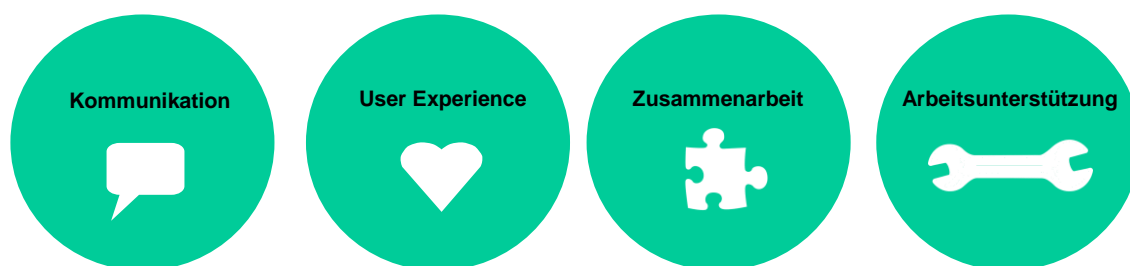 Kommunikation
User Experience
Zusammenarbeit
Arbeitsunterstützung